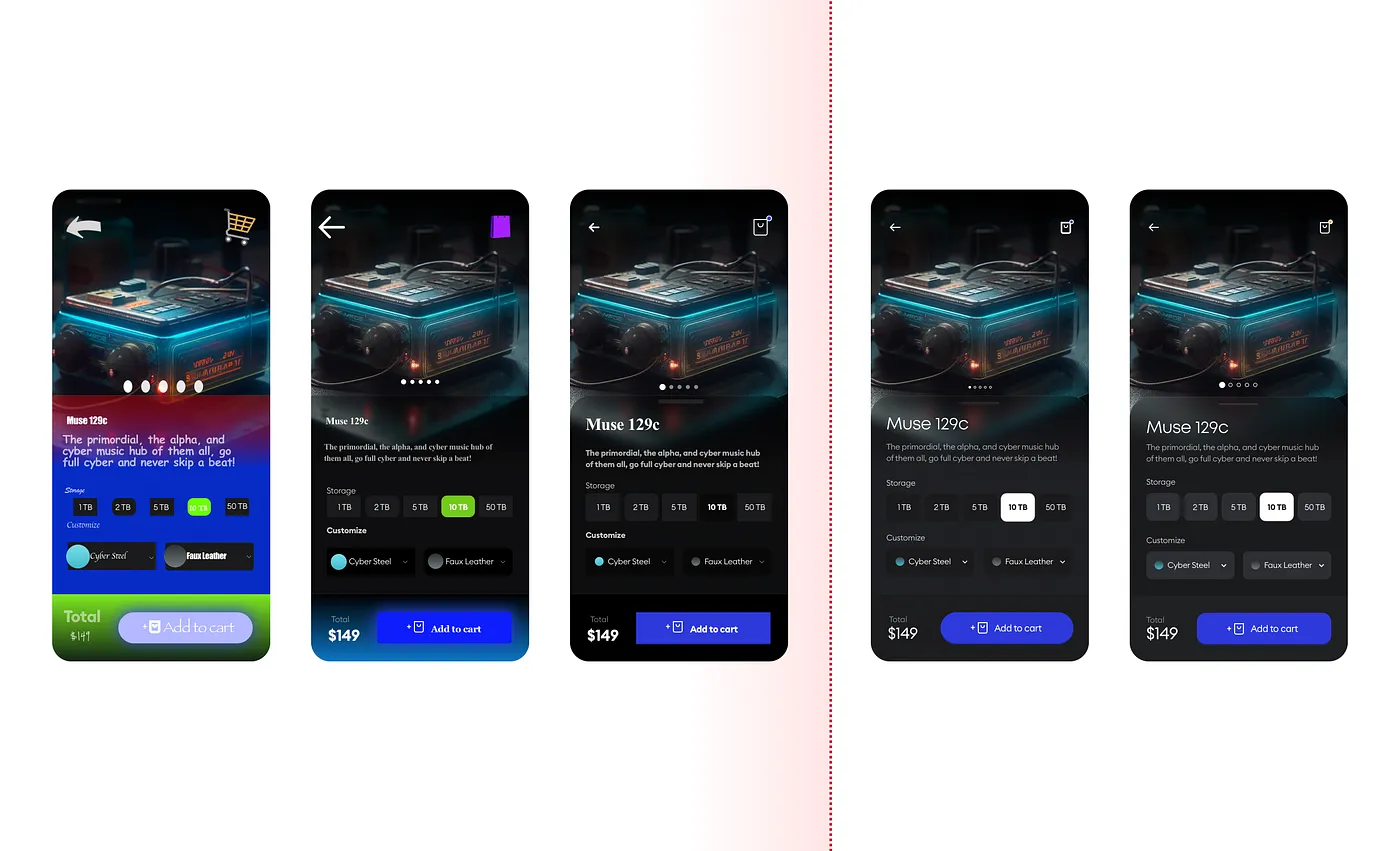 Muse 129c
The primordial, the alpha, and
cyber music hub of them all, go
full cyber and never skip a beat!
Storage
1 TB
2 TB
5 TB
10 TB
50 TB
Customize
Cyber Steel
Faux Leather
Total
$149
+ Add to cart
Muse 129c
The primordial, the alpha, and cyber music hub of
them all, go full cyber and never skip a beat!
Storage
1 TB
2 TB
5 TB
10 TB
50 TB
Customize
Cyber Steel
Faux Leather
Total
$149
+ Add to cart
Muse 129c
The primordial, the alpha, and cyber music hub
of them all, go full cyber and never skip a beat!
Storage
1 TB
2 TB
5 TB
10 TB
50 TB
Customize
Cyber Steel
Faux Leather
Total
$149
+ Add to cart
Muse 129c
The primordial, the alpha, and cyber music hub
of them all, go full cyber and never skip a beat!
Storage
1 TB
2 TB
5 TB
10 TB
50 TB
Customize
Cyber Steel
Faux Leather
Total
$149
+ Add to cart
Muse 129c
The primordial, the alpha, and cyber music hub
of them all, go full cyber and never skip a beat!
Storage
1 TB
2 TB
5 TB
10 TB
50 TB
Customize
Cyber Steel
Faux Leather
Total
$149
+ Add to cart